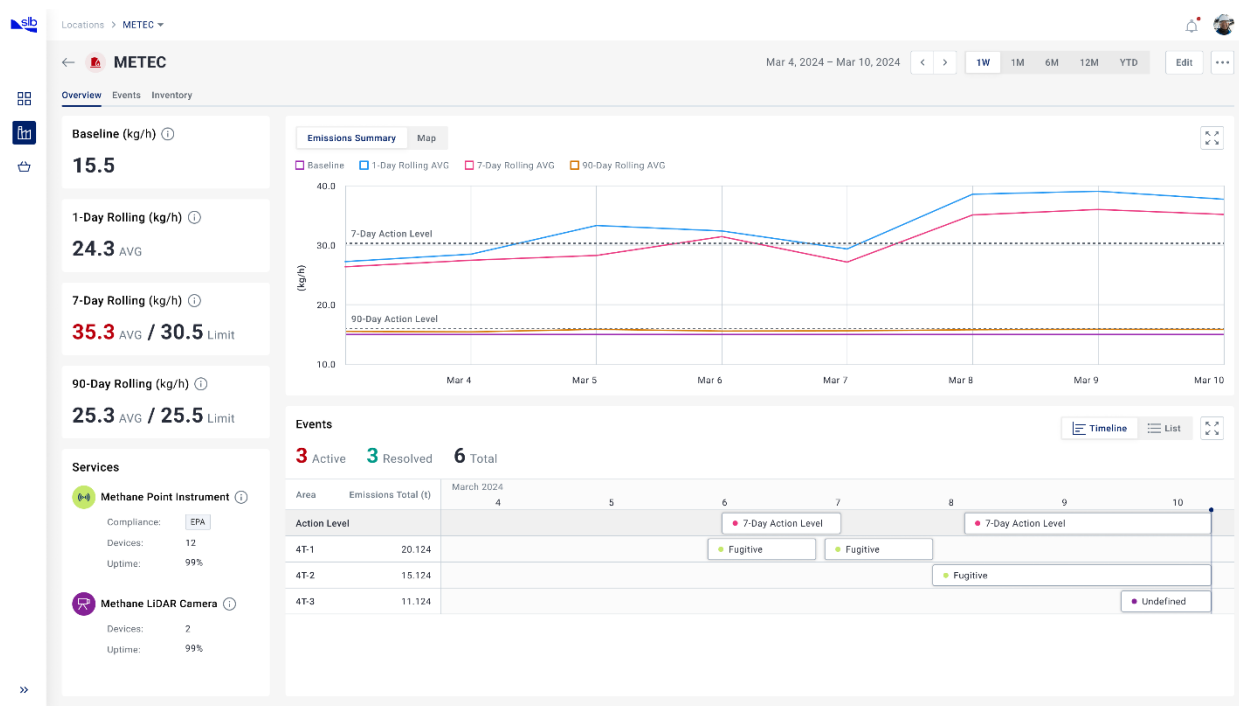 slb
Locations > METEC
METEC
Mar 4, 2024 – Mar 10, 2024
< > 1W 1M 6M 12M YTD Edit ...
Overview Events Inventory
Baseline (kg/h)
15.5
1-Day Rolling (kg/h)
24.3 AVG
7-Day Rolling (kg/h)
35.3 AVG / 30.5 Limit
90-Day Rolling (kg/h)
25.3 AVG / 25.5 Limit
Services
Methane Point Instrument
Compliance: EPA
Devices: 12
Uptime: 99%
Methane LiDAR Camera
Devices: 2
Uptime: 99%
Emissions Summary Map
Baseline 1-Day Rolling AVG 7-Day Rolling AVG 90-Day Rolling AVG
40.0
7-Day Action Level
30.0
(kg/h)
20.0
90-Day Action Level
10.0
Mar 4 Mar 5 Mar 6 Mar 7 Mar 8 Mar 9 Mar 10
Events
Timeline List
3 Active 3 Resolved 6 Total
Area Emissions Total (t) March 2024
4 5 6 7 8 9 10
Action Level 7-Day Action Level 7-Day Action Level
4T-1 20.124 Fugitive Fugitive
4T-2 15.124 Fugitive
4T-3 11.124 Undefined